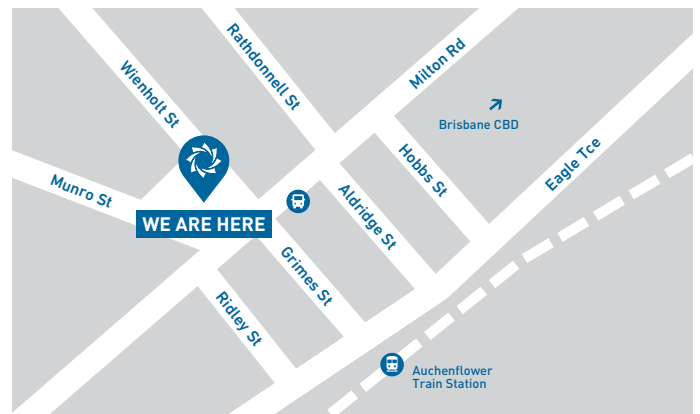 Wienholt St
Rathdonnell St
Milton Rd
Brisbane CBD
Hobbs St
Eagle Tce
Munro St
WE ARE HERE
Aldridge St
Grimes St
Ridley St
Auchenflower
Train Station